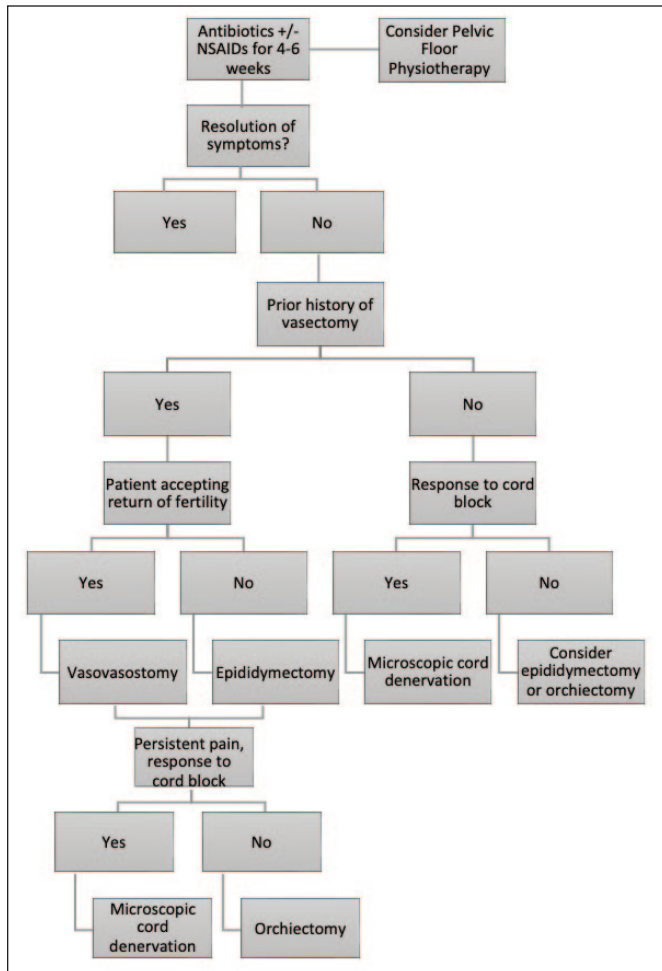 Antibiotics +/-
NSAIDs for 4-6
weeks
Consider Pelvic
Floor
Physiotherapy
Resolution of
symptoms?
Yes
No
Prior history of
vasectomy
Yes
No
Patient accepting
return of fertility
Response to cord
block
Yes
No
Yes
No
Vasovasostomy
Epididymectomy
Microscopic cord
denervation
Consider
epididymectomy
or orchiectomy
Persistent pain,
response to
cord block
Yes
No
Microscopic
cord
denervation
Orchiectomy